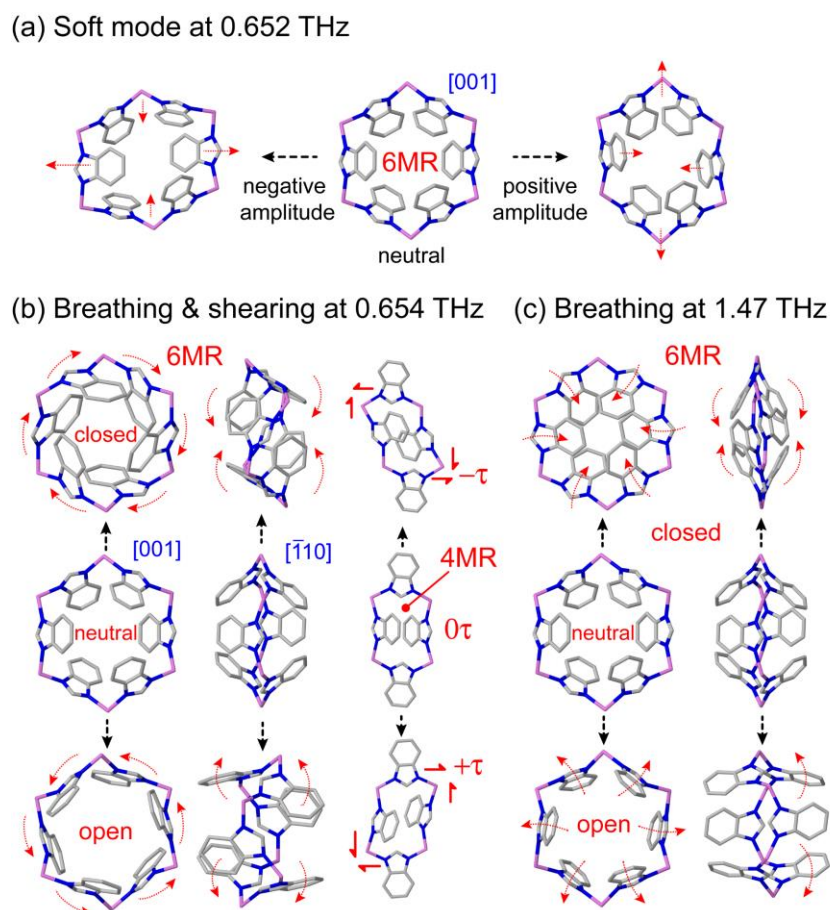 (a) Soft mode at 0.652 THz
[001]
6MR
negative
amplitude
positive
amplitude
neutral
(b) Breathing & shearing at 0.654 THz
(c) Breathing at 1.47 THz
6MR
6MR
closed
−τ
closed
[001]
[1̅10]
4MR
neutral
0τ
neutral
+τ
open
open